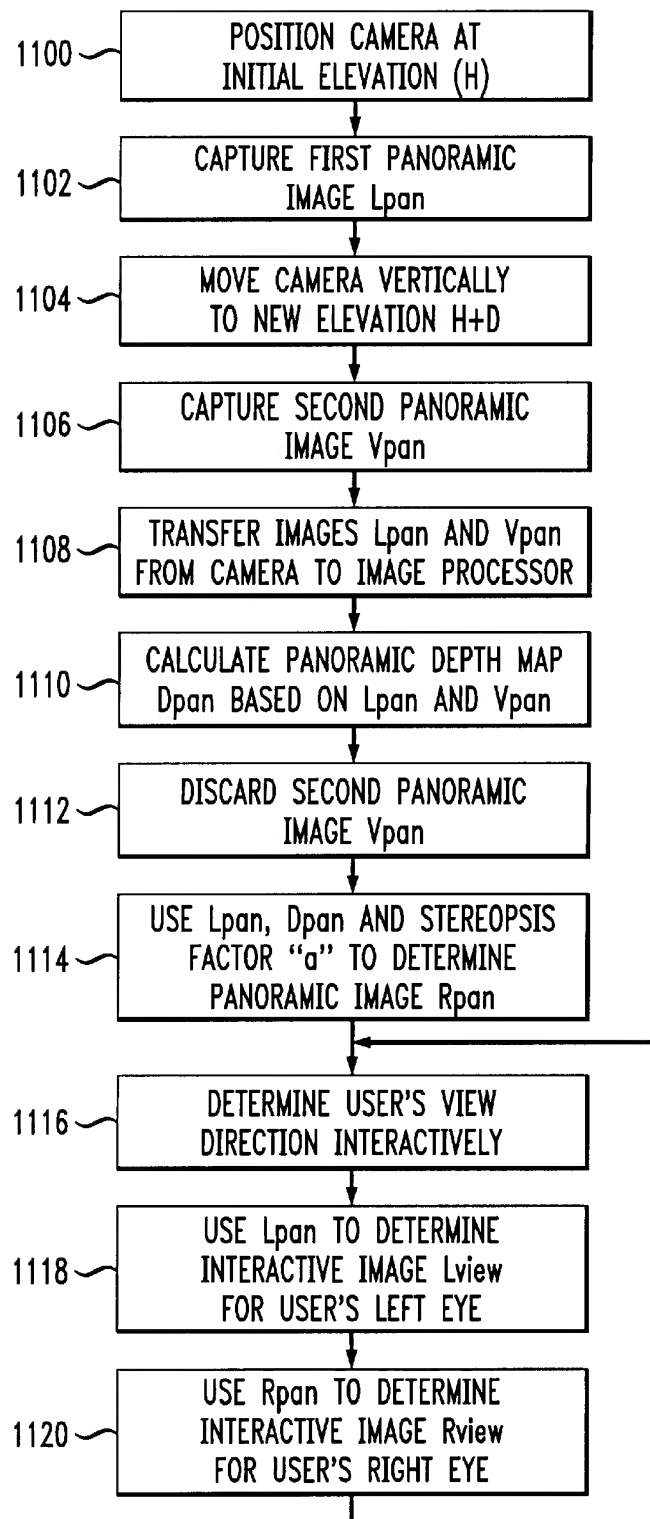 1100
POSITION CAMERA AT
INITIAL ELEVATION (H)
1102
CAPTURE FIRST PANORAMIC
IMAGE Lpan
1104
MOVE CAMERA VERTICALLY
TO NEW ELEVATION H+D
1106
CAPTURE SECOND PANORAMIC
IMAGE Vpan
1108
TRANSFER IMAGES Lpan AND Vpan
FROM CAMERA TO IMAGE PROCESSOR
1110
CALCULATE PANORAMIC DEPTH MAP
Dpan BASED ON Lpan AND Vpan
1112
DISCARD SECOND PANORAMIC
IMAGE Vpan
1114
USE Lpan, Dpan AND STEREOPSIS
FACTOR “a” TO DETERMINE
PANORAMIC IMAGE Rpan
1116
DETERMINE USER'S VIEW
DIRECTION INTERACTIVELY
1118
USE Lpan TO DETERMINE
INTERACTIVE IMAGE Lview
FOR USER'S LEFT EYE
1120
USE Rpan TO DETERMINE
INTERACTIVE IMAGE Rview
FOR USER'S RIGHT EYE